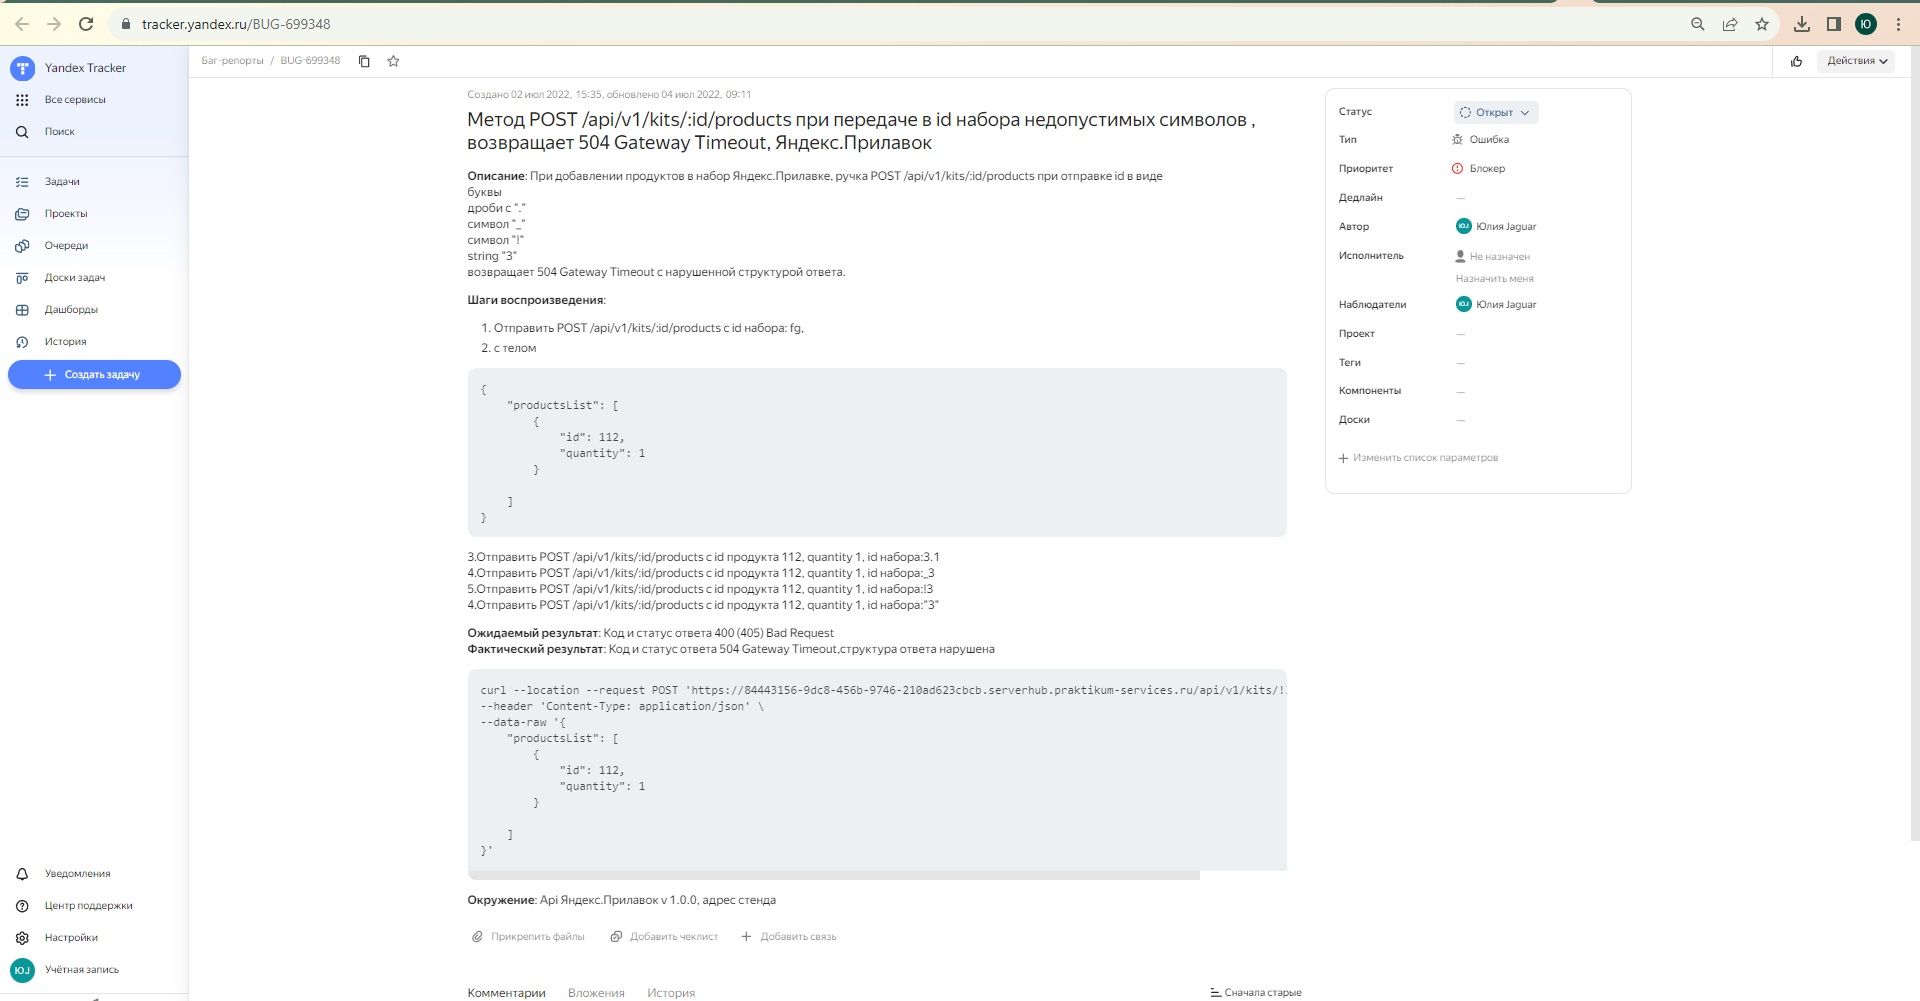 tracker.yandex.ru/BUG-699348
Ю
Yandex Tracker
Все сервисы
Поиск
Задачи
Проекты
Очереди
Доски задач
Дашборды
История
Создать задачу
Уведомления
Центр поддержки
Настройки
ЮJ Учётная запись
Баг-репорты / BUG-699348
Действия
Создано 02 июл 2022, 15:35, обновлено 04 июл 2022, 09:11
Метод POST /api/v1/kits/:id/products при передаче в id набора недопустимых символов ,
возвращает 504 Gateway Timeout, Яндекс.Прилавок
Описание: При добавлении продуктов в набор Яндекс.Прилавке, ручка POST /api/v1/kits/:id/products при отправке id в виде
буквы
дроби с "."
символ "_"
символ "!"
string "3"
возвращает 504 Gateway Timeout с нарушенной структурой ответа.
Шаги воспроизведения:
1. Отправить POST /api/v1/kits/:id/products с id набора: fg,
2. с телом
{
    "productsList": [
        {
            "id": 112,
            "quantity": 1
        }
    ]
}
3.Отправить POST /api/v1/kits/:id/products с id продукта 112, quantity 1, id набора:3.1
4.Отправить POST /api/v1/kits/:id/products с id продукта 112, quantity 1, id набора:_3
5.Отправить POST /api/v1/kits/:id/products с id продукта 112, quantity 1, id набора:!3
4.Отправить POST /api/v1/kits/:id/products с id продукта 112, quantity 1, id набора:"3"
Ожидаемый результат: Код и статус ответа 400 (405) Bad Request
Фактический результат: Код и статус ответа 504 Gateway Timeout,структура ответа нарушена
curl --location --request POST 'https://84443156-9dc8-456b-9746-210ad623cbcb.serverhub.praktikum-services.ru/api/v1/kits/!
--header 'Content-Type: application/json' \
--data-raw '{
    "productsList": [
        {
            "id": 112,
            "quantity": 1
        }
    ]
}'
Окружение: Api Яндекс.Прилавок v 1.0.0, адрес стенда
Прикрепить файлы Добавить чеклист Добавить связь
Комментарии Вложения История Сначала старые
Статус Открыт
Тип Ошибка
Приоритет Блокер
Дедлайн —
Автор ЮJ Юлия Jaguar
Исполнитель Не назначен
Назначить меня
Наблюдатели ЮJ Юлия Jaguar
Проект —
Теги —
Компоненты —
Доски —
Изменить список параметров